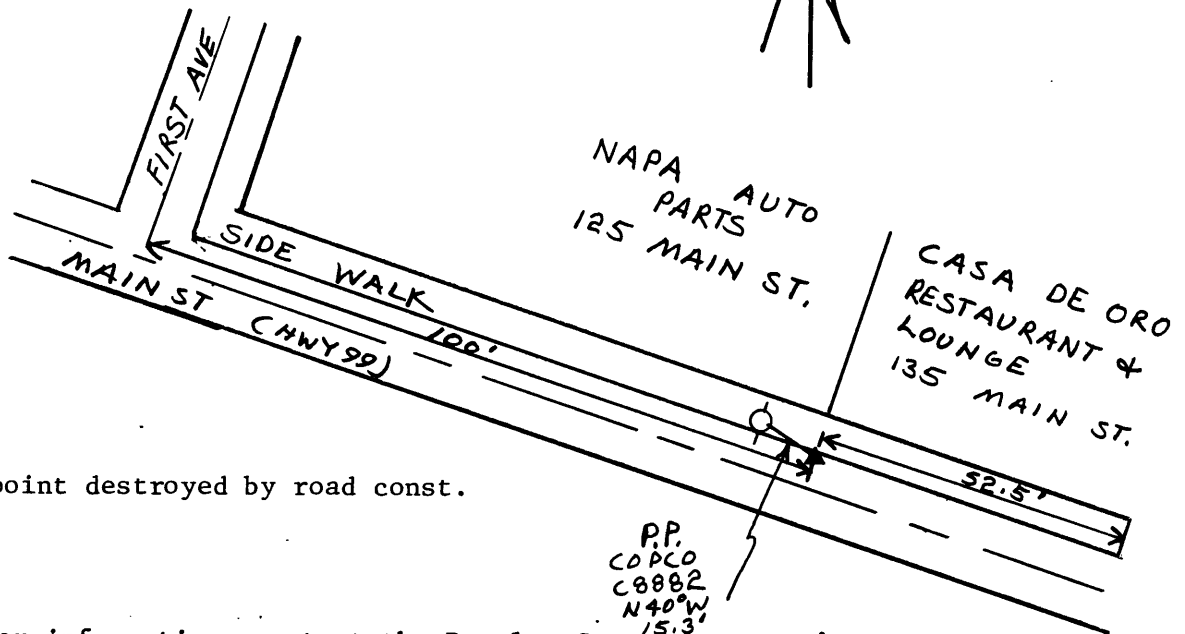 FIRST AVE
NAPA AUTO
PARTS
125 MAIN ST.
CASA DE ORO
RESTAURANT &
LOUNGE
135 MAIN ST.
SIDE WALK
MAIN ST (HWY 99)
100'
52.5'
point destroyed by road const.
P.P.
COPCO
C8882
N40°W
15.3'